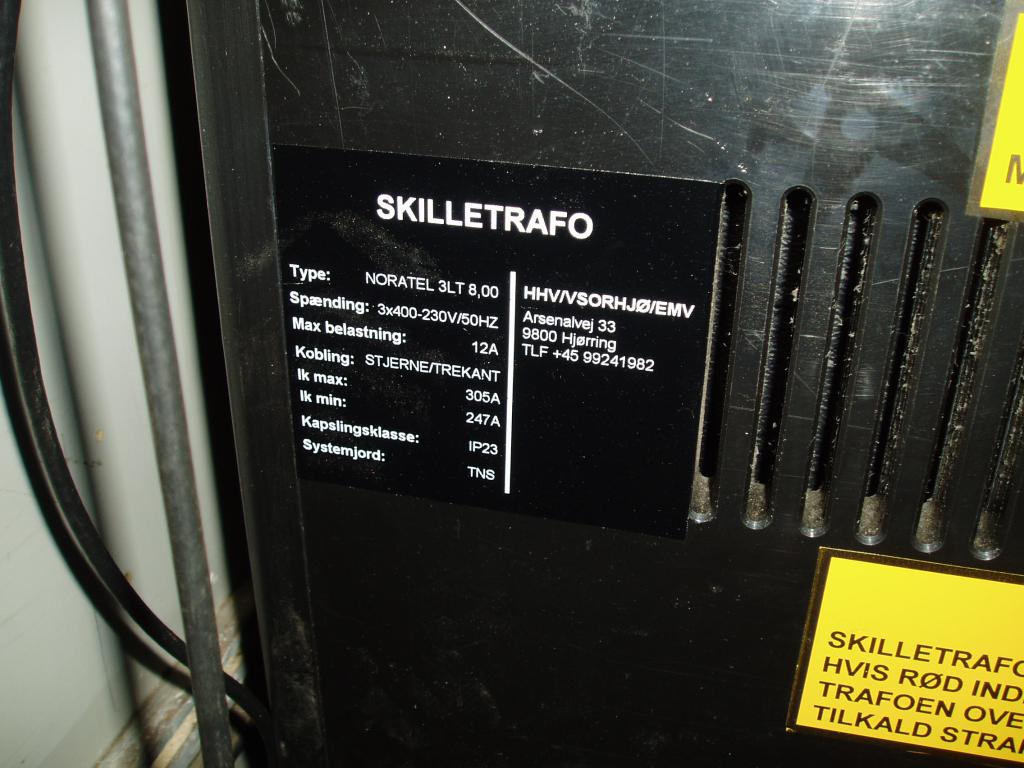 SKILLETRAFO
Type: NORATEL 3LT 8,00
Spænding: 3x400-230V/50HZ
Max belastning: 12A
Kobling: STJERNE/TREKANT
Ik max: 305A
Ik min: 247A
Kapslingsklasse: IP23
Systemjord: TNS
HHV/VSORHJØ/EMV
Arsenalvej 33
9800 Hjørring
TLF +45 99241982
M
SKILLETRAFO
HVIS RØD IND
TRAFOEN OVE
TILKALD STRA